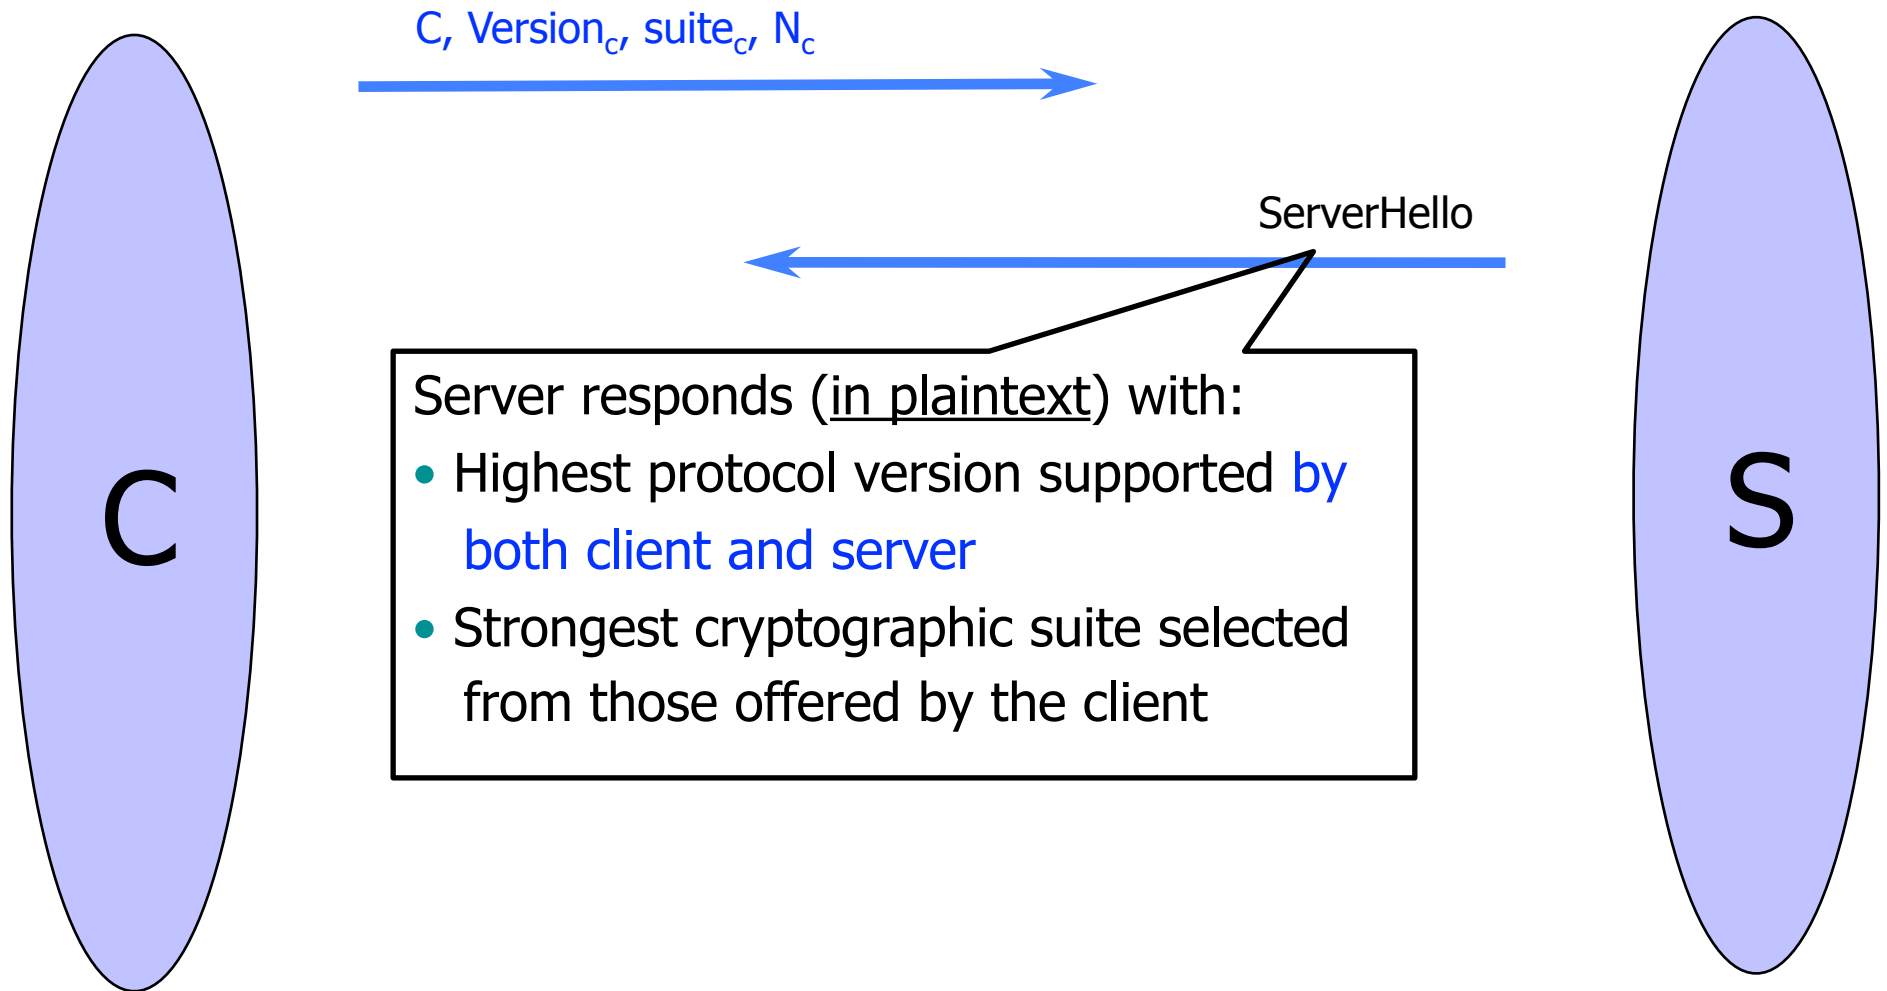 C, Version_c, suite_c, N_c
ServerHello
Server responds (in plaintext) with:
• Highest protocol version supported by
both client and server
• Strongest cryptographic suite selected
from those offered by the client
C
S